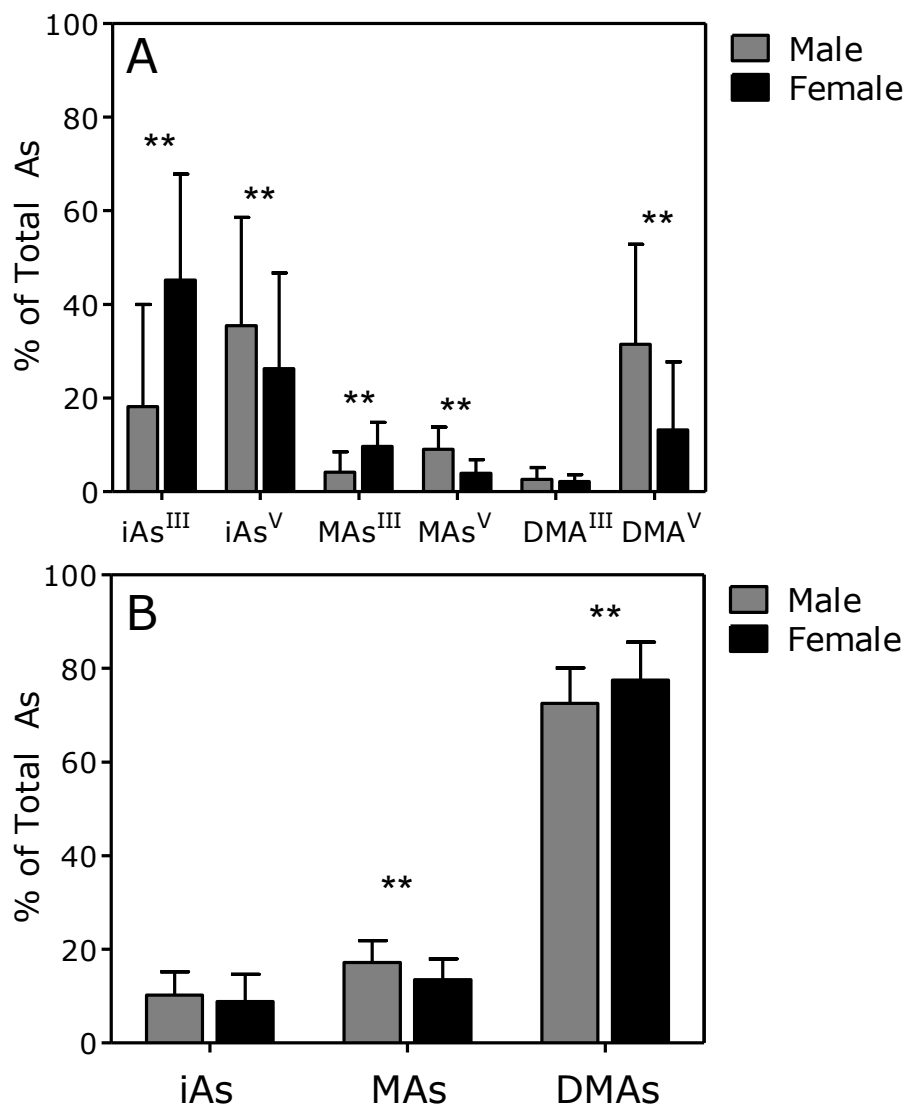 A
Male
Female
% of Total As
100
80
60
40
20
0
**
**
**
**
**
iAs^III iAs^V MAs^III MAs^V DMA^III DMA^V
B
Male
Female
% of Total As
100
80
60
40
20
0
**
**
iAs MAs DMAs